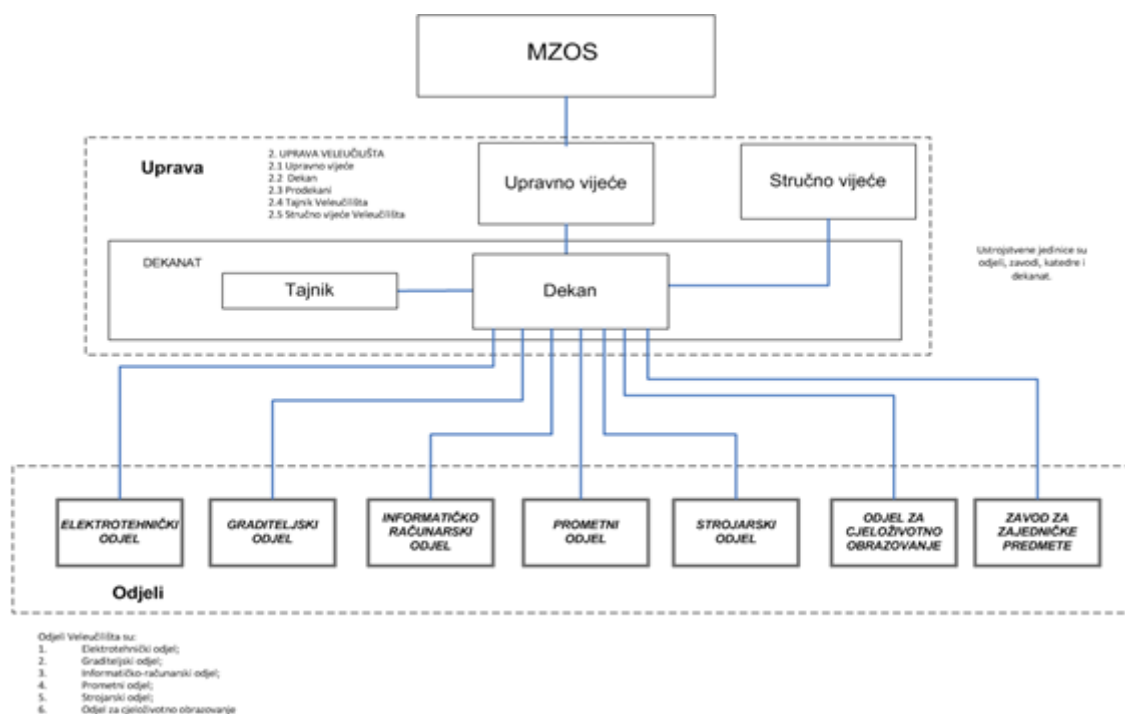 MZOS
Uprava
2. UPRAVA VELEUČILIŠTA
2.1 Upravno vijeće
2.2 Dekan
2.3 Prodekani
2.4 Tajnik Veleučilišta
2.5 Stručno vijeće Veleučilišta
Upravno vijeće
Stručno vijeće
DEKANAT
Tajnik
Dekan
Ustrojstvene jedinice su
odjeli, zavodi, katedre i
dekanat.
ELEKTROTEHNIČKI
ODJEL
GRADITELJSKI
ODJEL
INFORMATIČKO
RAČUNARSKI
ODJEL
PROMETNI
ODJEL
STROJARSKI
ODJEL
ODJEL ZA
CJELOŽIVOTNO
OBRAZOVANJE
ZAVOD ZA
ZAJEDNIČKE
PREDMETE
Odjeli
Odjeli Veleučilišta su:
1. Elektrotehnički odjel;
2. Graditeljski odjel;
3. Informatičko-računarski odjel;
4. Prometni odjel;
5. Strojarski odjel;
6. Odjel za cjeloživotno obrazovanje